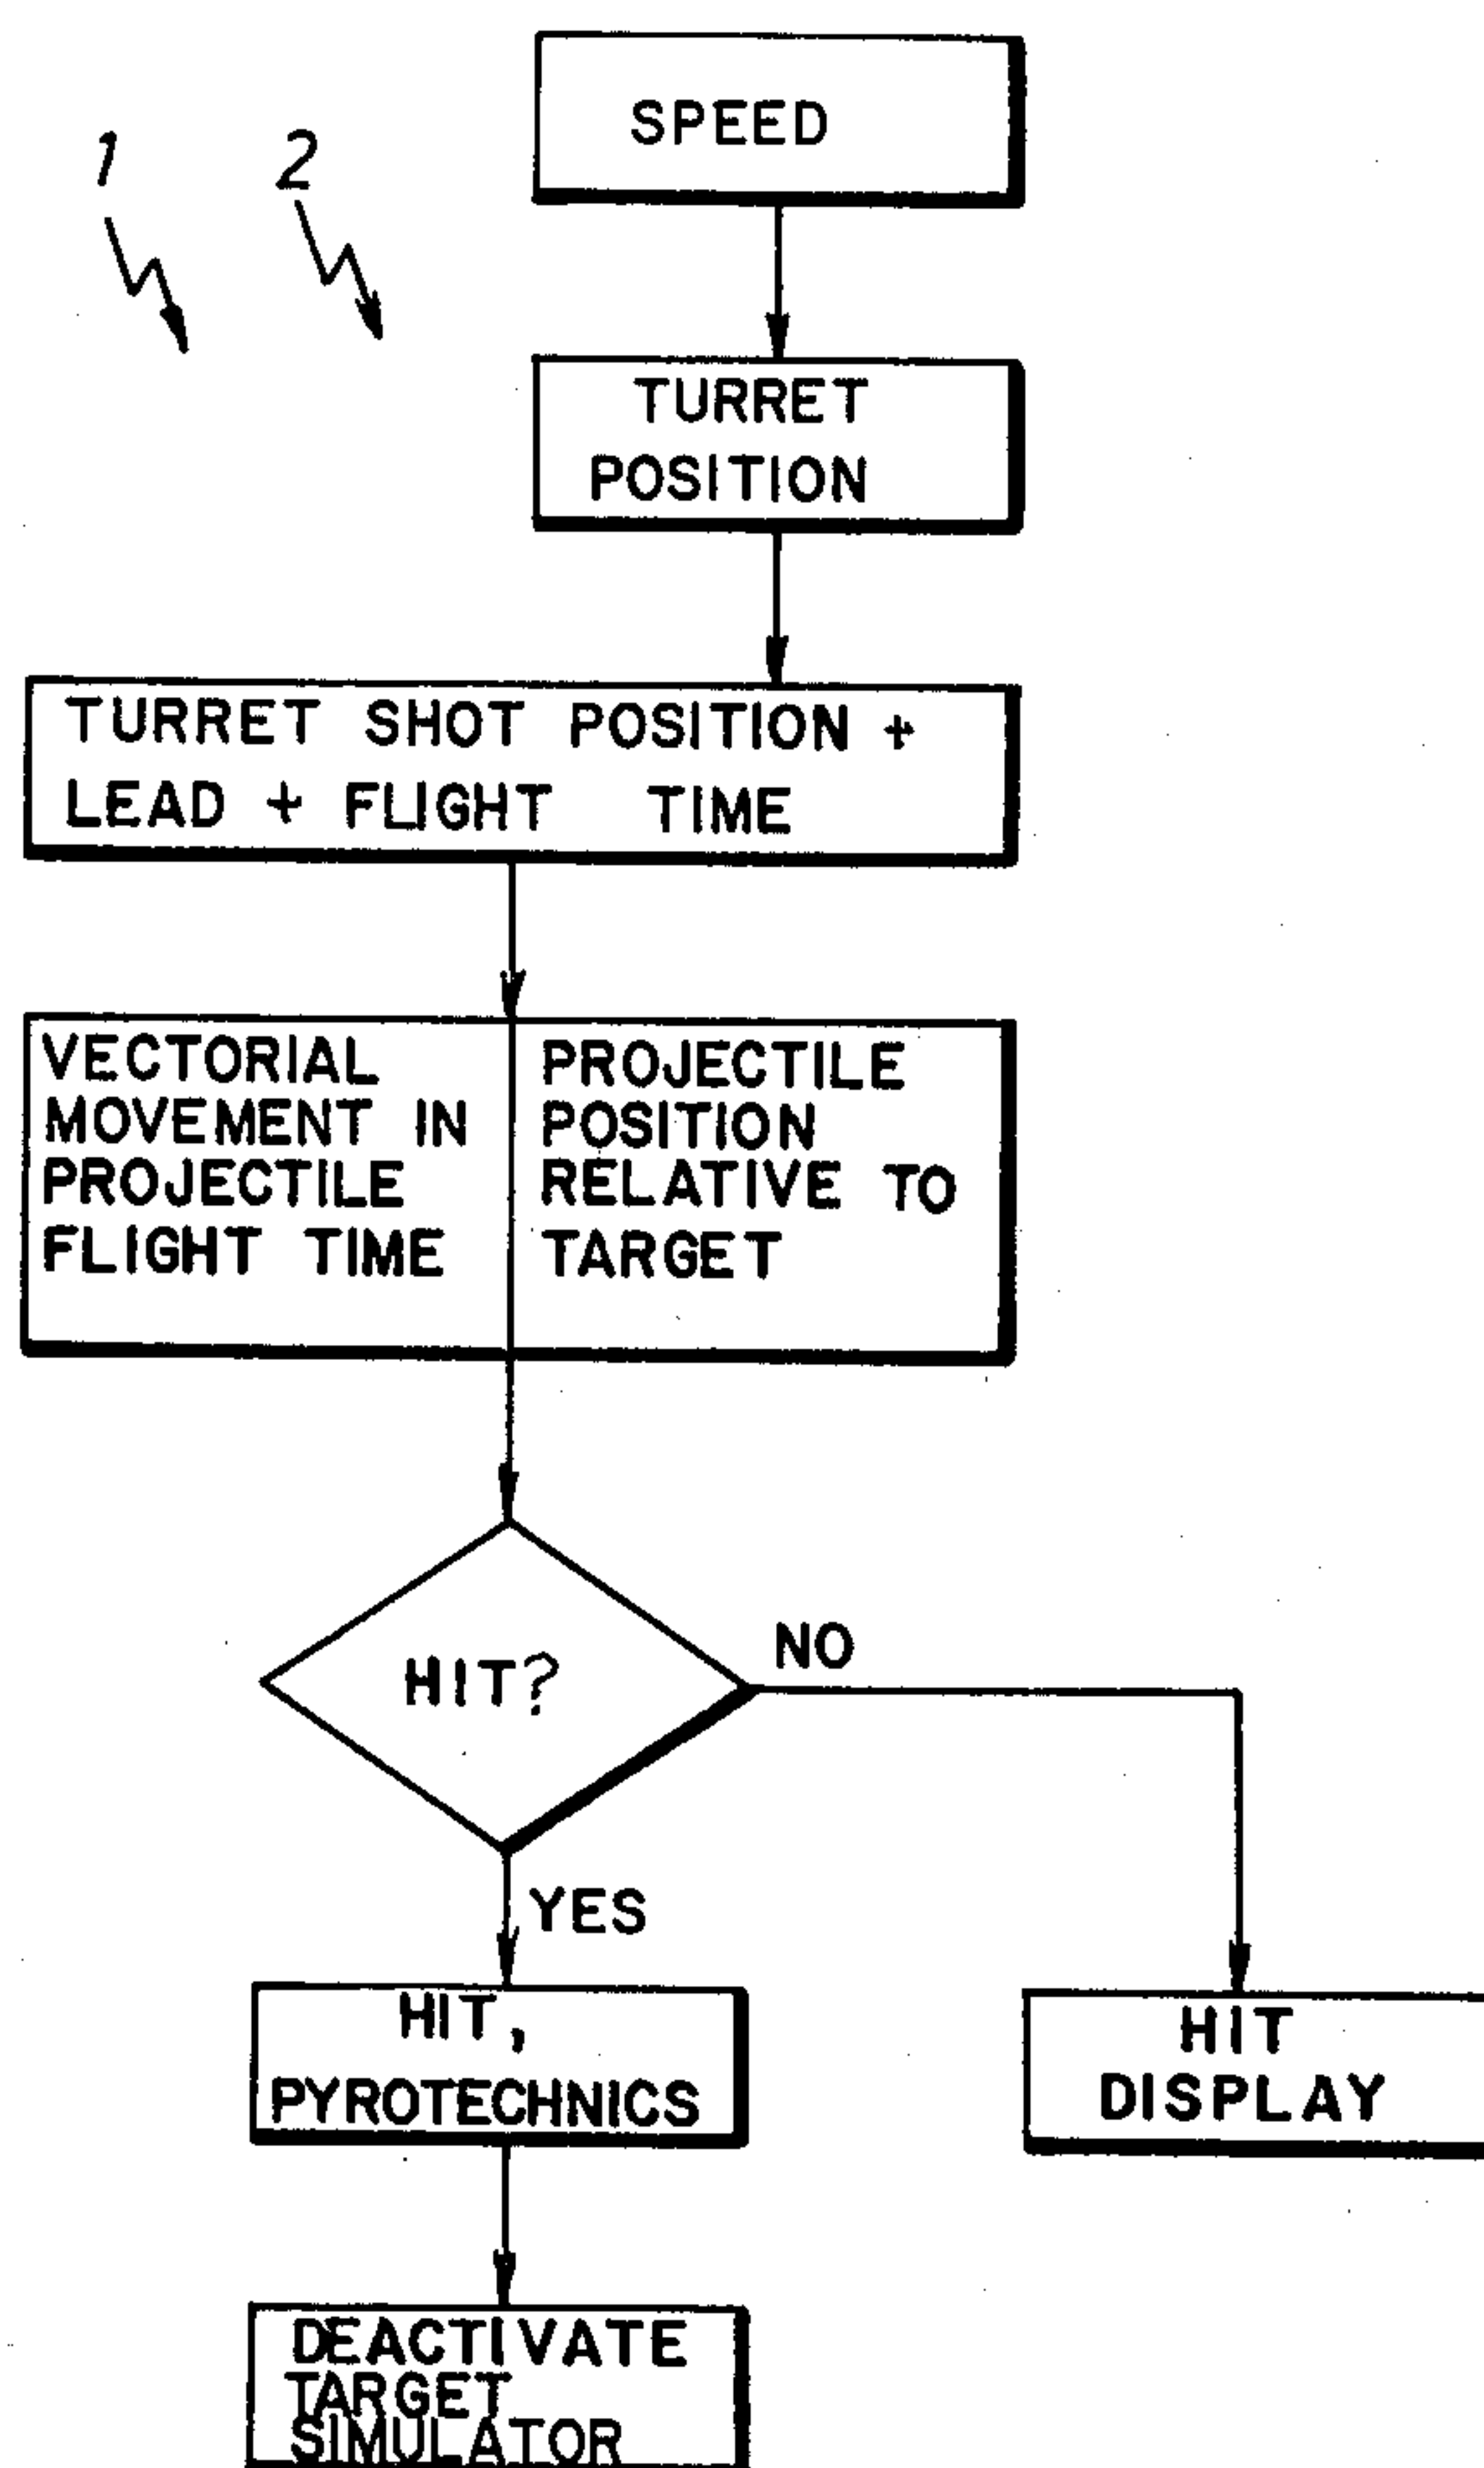 1
2
SPEED
TURRET
POSITION
TURRET SHOT POSITION +
LEAD + FLIGHT TIME
VECTORIAL
MOVEMENT IN
PROJECTILE
FLIGHT TIME
PROJECTILE
POSITION
RELATIVE TO
TARGET
HIT?
NO
YES
HIT,
PYROTECHNICS
HIT
DISPLAY
DEACTIVATE
TARGET
SIMULATOR